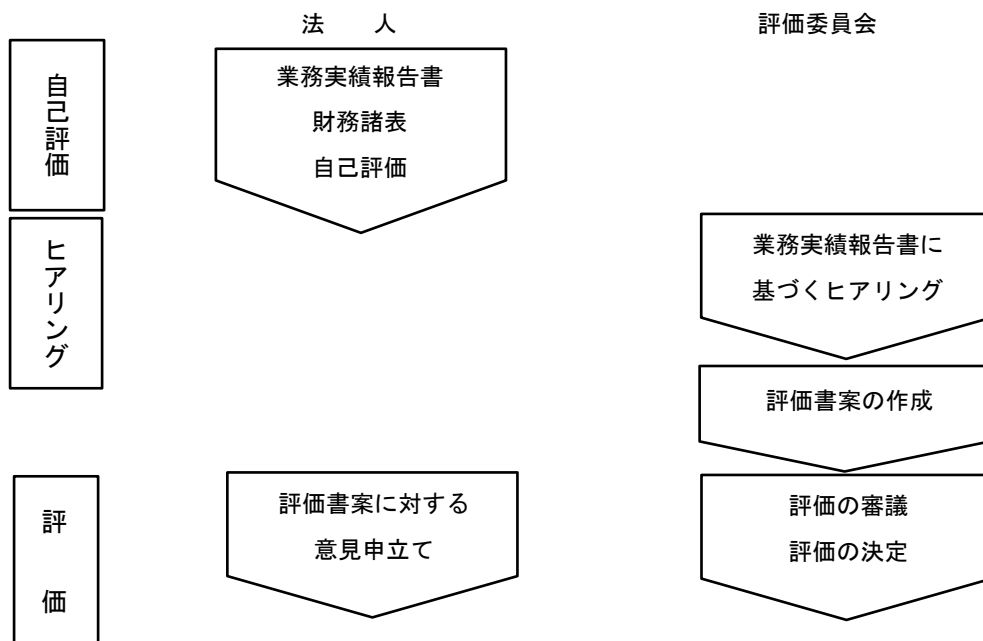 法　　人
評価委員会
自己評価
業務実績報告書
財務諸表
自己評価
ヒアリング
業務実績報告書に
基づくヒアリング
評価書案の作成
評　価
評価書案に対する
意見申立て
評価の審議
評価の決定